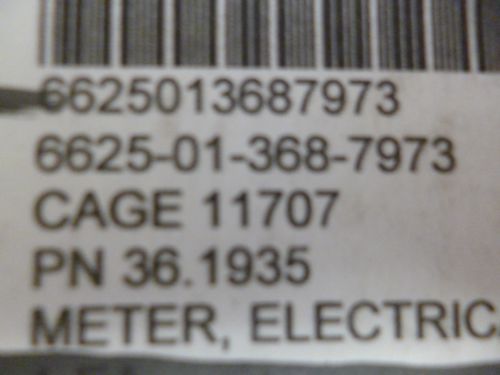 6625013687973
6625-01-368-7973
CAGE 11707
PN 36.1935
METER, ELECTRIC